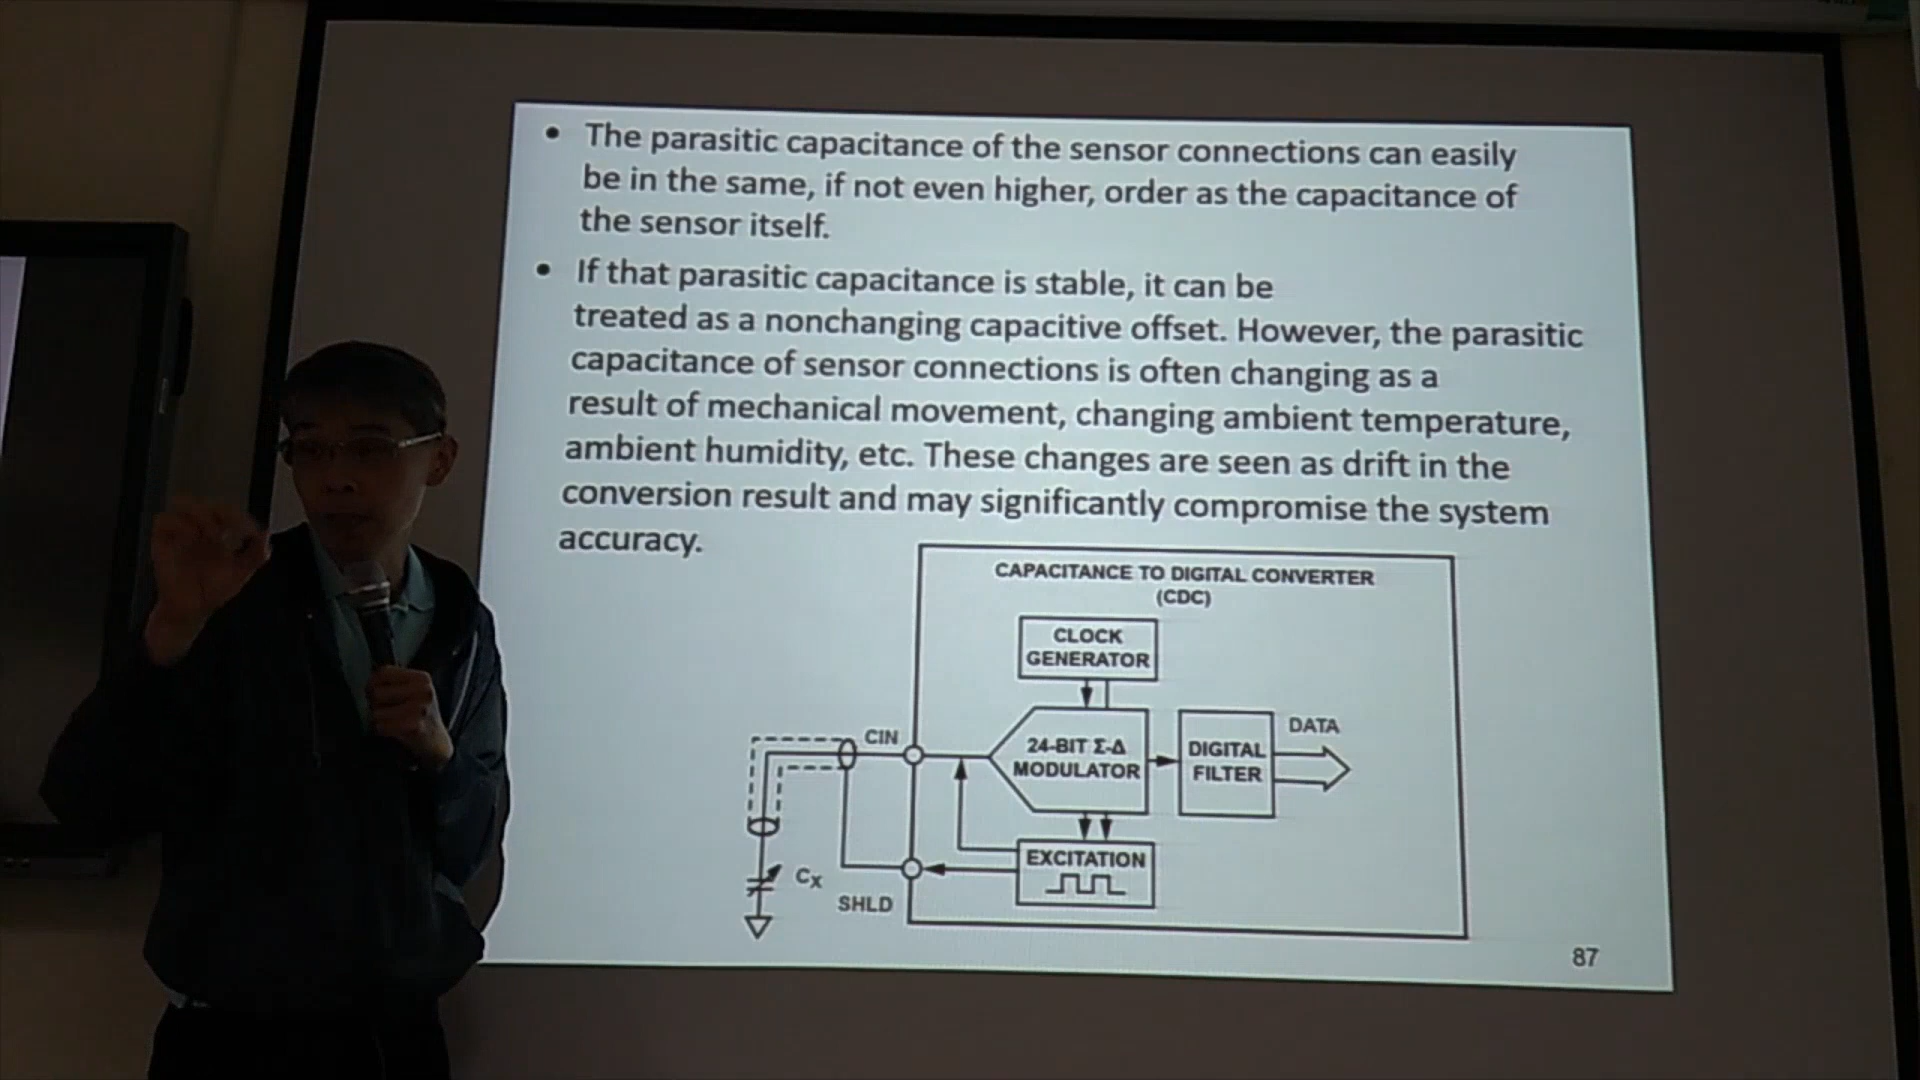 • The parasitic capacitance of the sensor connections can easily
be in the same, if not even higher, order as the capacitance of
the sensor itself.
• If that parasitic capacitance is stable, it can be
treated as a nonchanging capacitive offset. However, the parasitic
capacitance of sensor connections is often changing as a
result of mechanical movement, changing ambient temperature,
ambient humidity, etc. These changes are seen as drift in the
conversion result and may significantly compromise the system
accuracy.
CAPACITANCE TO DIGITAL CONVERTER
(CDC)
CLOCK
GENERATOR
CIN
24-BIT Σ-Δ
MODULATOR
DIGITAL
FILTER
DATA
EXCITATION
CX
SHLD
87